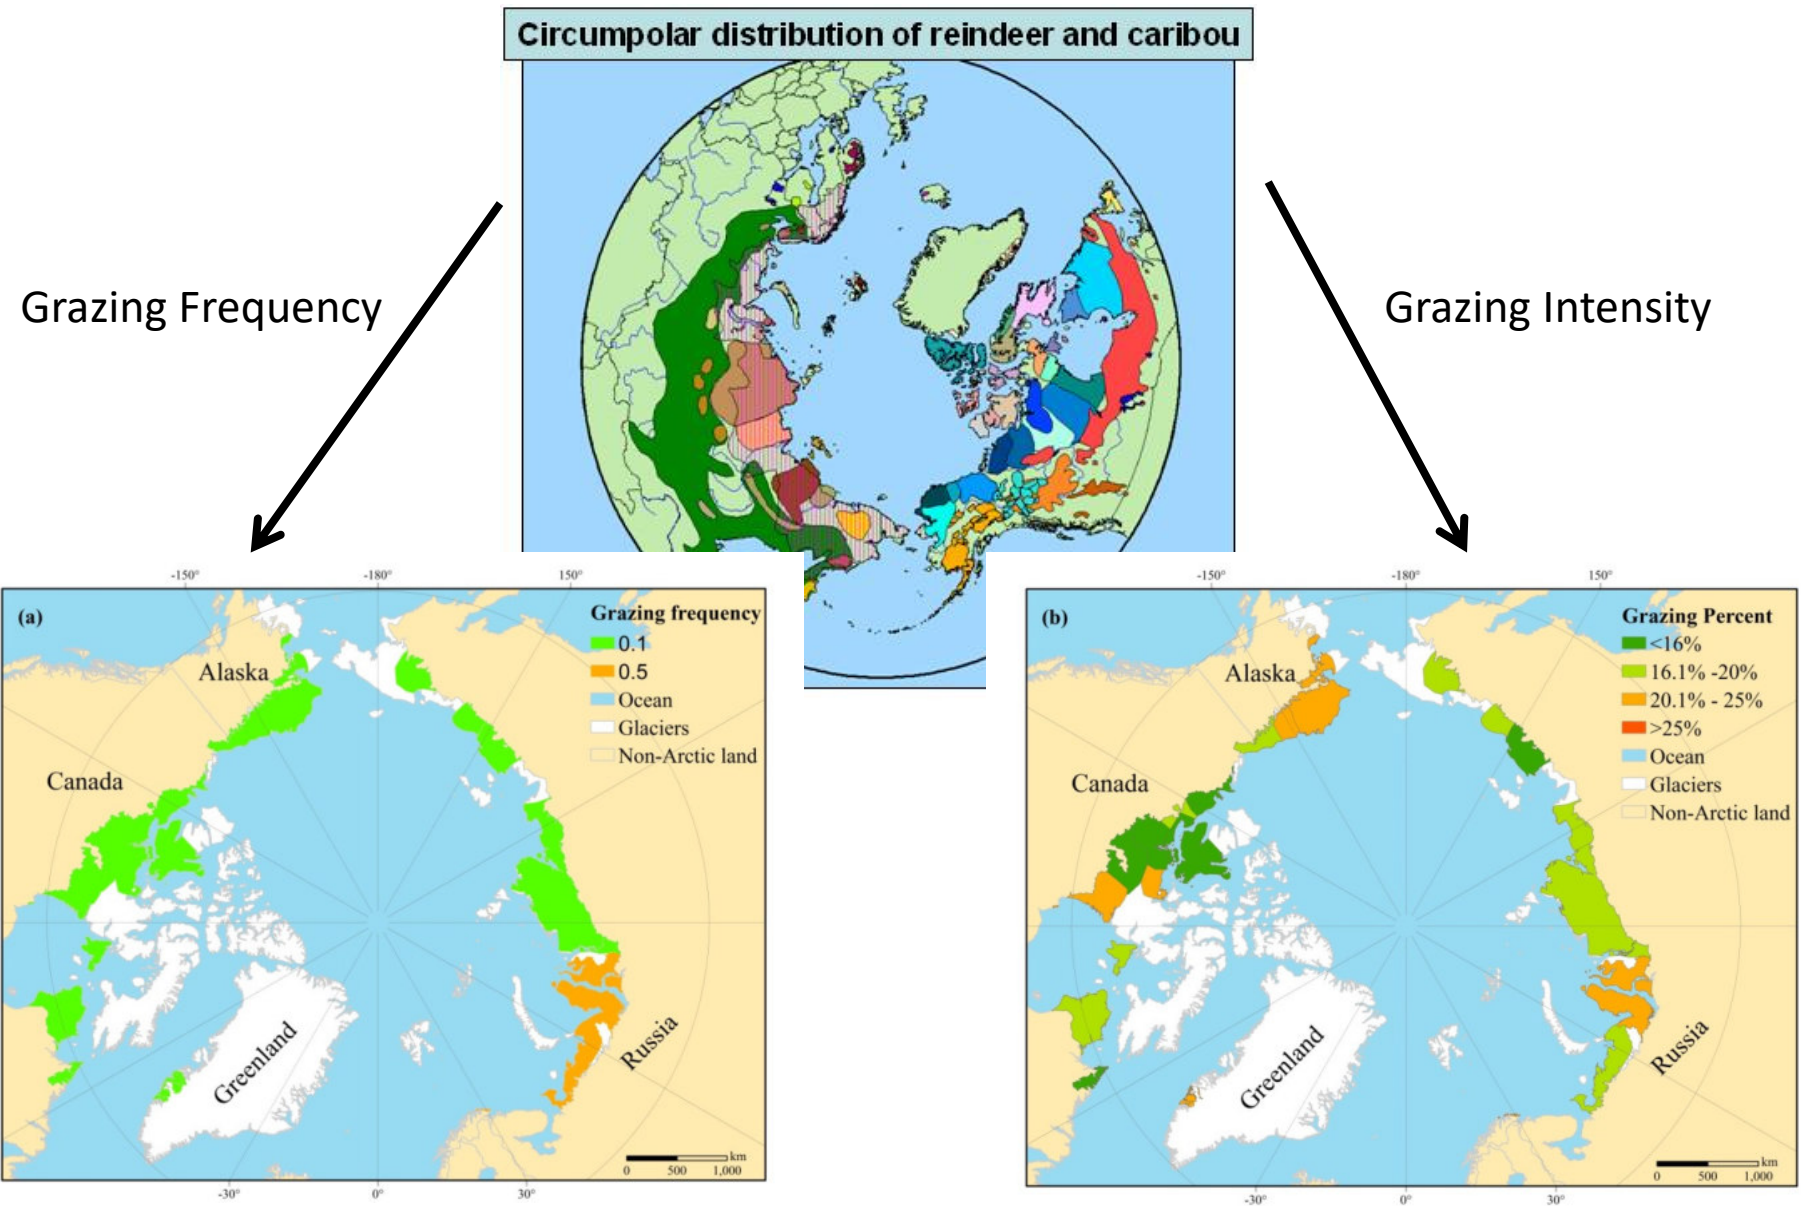 Circumpolar distribution of reindeer and caribou
Grazing Frequency
Grazing Intensity
-150°
-180°
150°
(a)
Grazing frequency
0.1
0.5
Ocean
Glaciers
Non-Arctic land
Alaska
Canada
Greenland
Russia
km
0 500 1,000
-30°
0°
30°
-150°
-180°
150°
(b)
Grazing Percent
<16%
16.1% -20%
20.1% - 25%
>25%
Ocean
Glaciers
Non-Arctic land
Alaska
Canada
Greenland
Russia
km
0 500 1,000
-30°
0°
30°